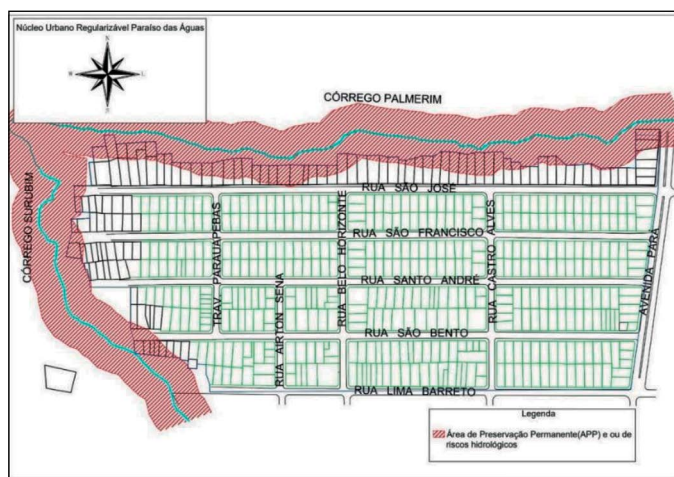 Núcleo Urbano Regularizável Paraíso das Águas
N
CÓRREGO PALMERIM
CÓRREGO SURUBIM
RUA SÃO JOSÉ
TRAV. PARAUAPEBAS
RUA BELO HORIZONTE
RUA SÃO FRANCISCO
RUA CASTRO ALVES
AVENIDA PARÁ
RUA SANTO ANDRÉ
RUA AIRTON SENA
RUA SÃO BENTO
RUA LIMA BARRETO
Legenda
Área de Preservação Permanente(APP) e ou de
riscos hidrológicos